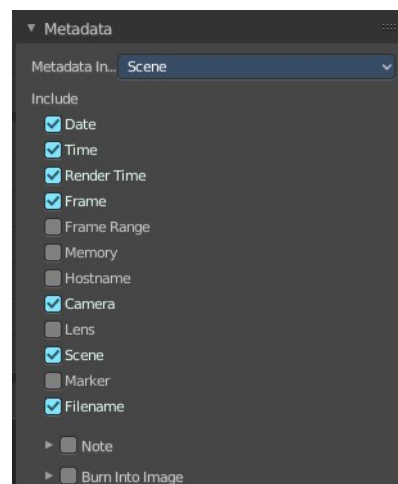 Metadata
Metadata In... Scene
Include
Date
Time
Render Time
Frame
Frame Range
Memory
Hostname
Camera
Lens
Scene
Marker
Filename
Note
Burn Into Image